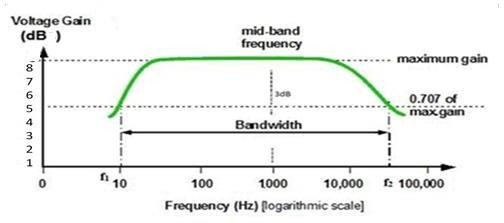 Voltage Gain
(dB )
mid-band
frequency
maximum gain
8
7
6
5
4
3
2
1
3dB
0.707 of
max.gain
Bandwidth
0 f1 10 100 1000 10,000 f2 100,000
Frequency (Hz) [logarithmic scale]